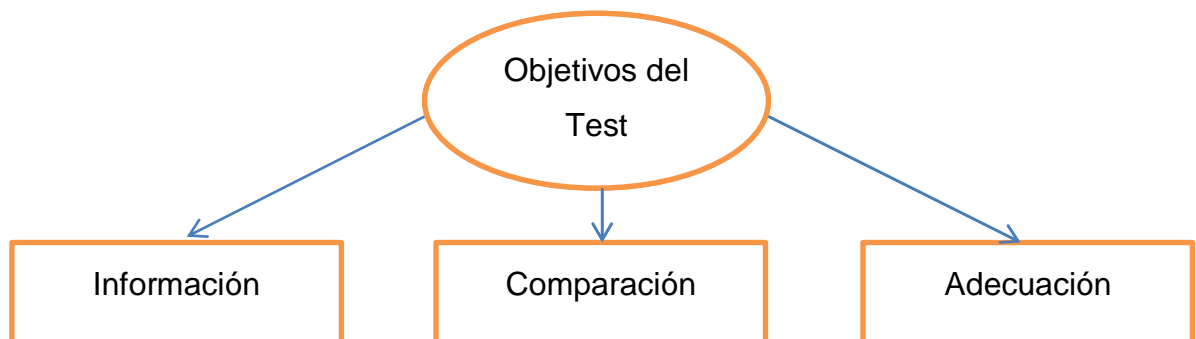 Objetivos del
Test
Información
Comparación
Adecuación